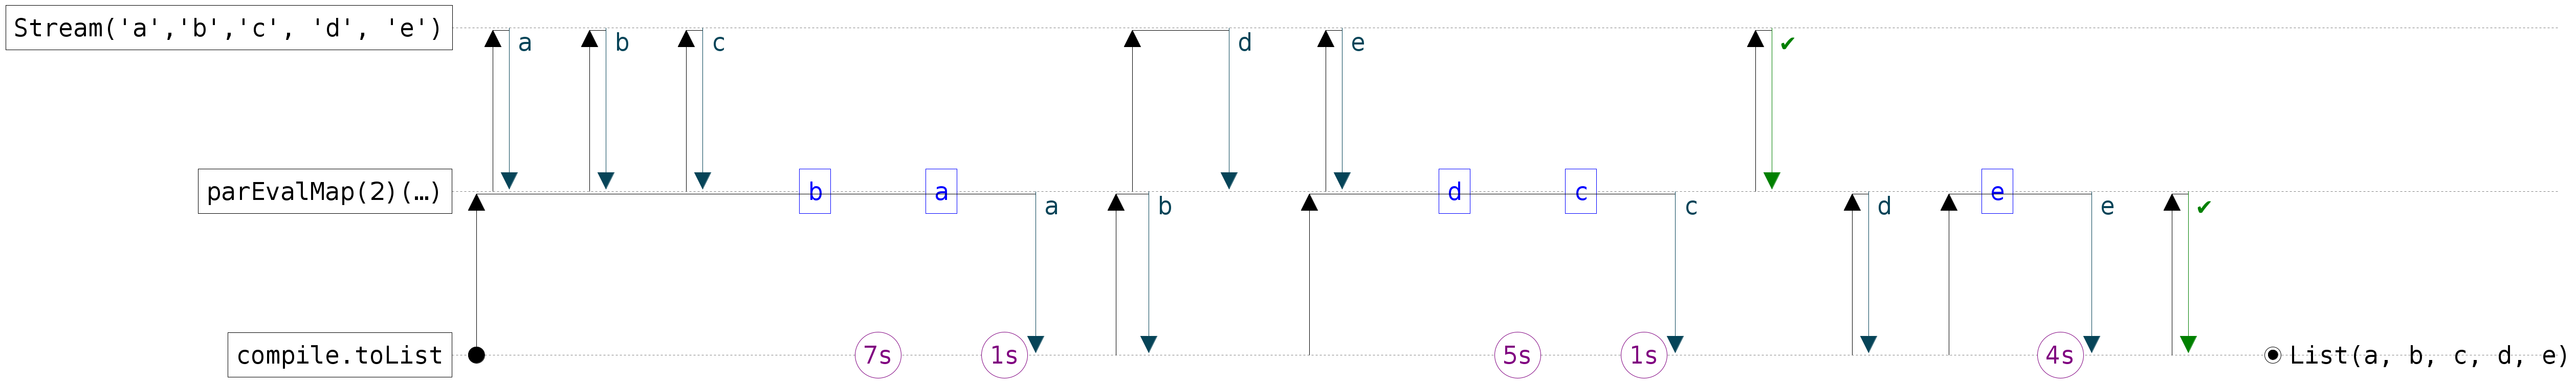 Stream('a','b','c', 'd', 'e')
a
b
c
d
e
✔
parEvalMap(2)(…)
b
a
a
b
d
c
c
d
e
e
✔
compile.toList
7s
1s
5s
1s
4s
List(a, b, c, d, e)